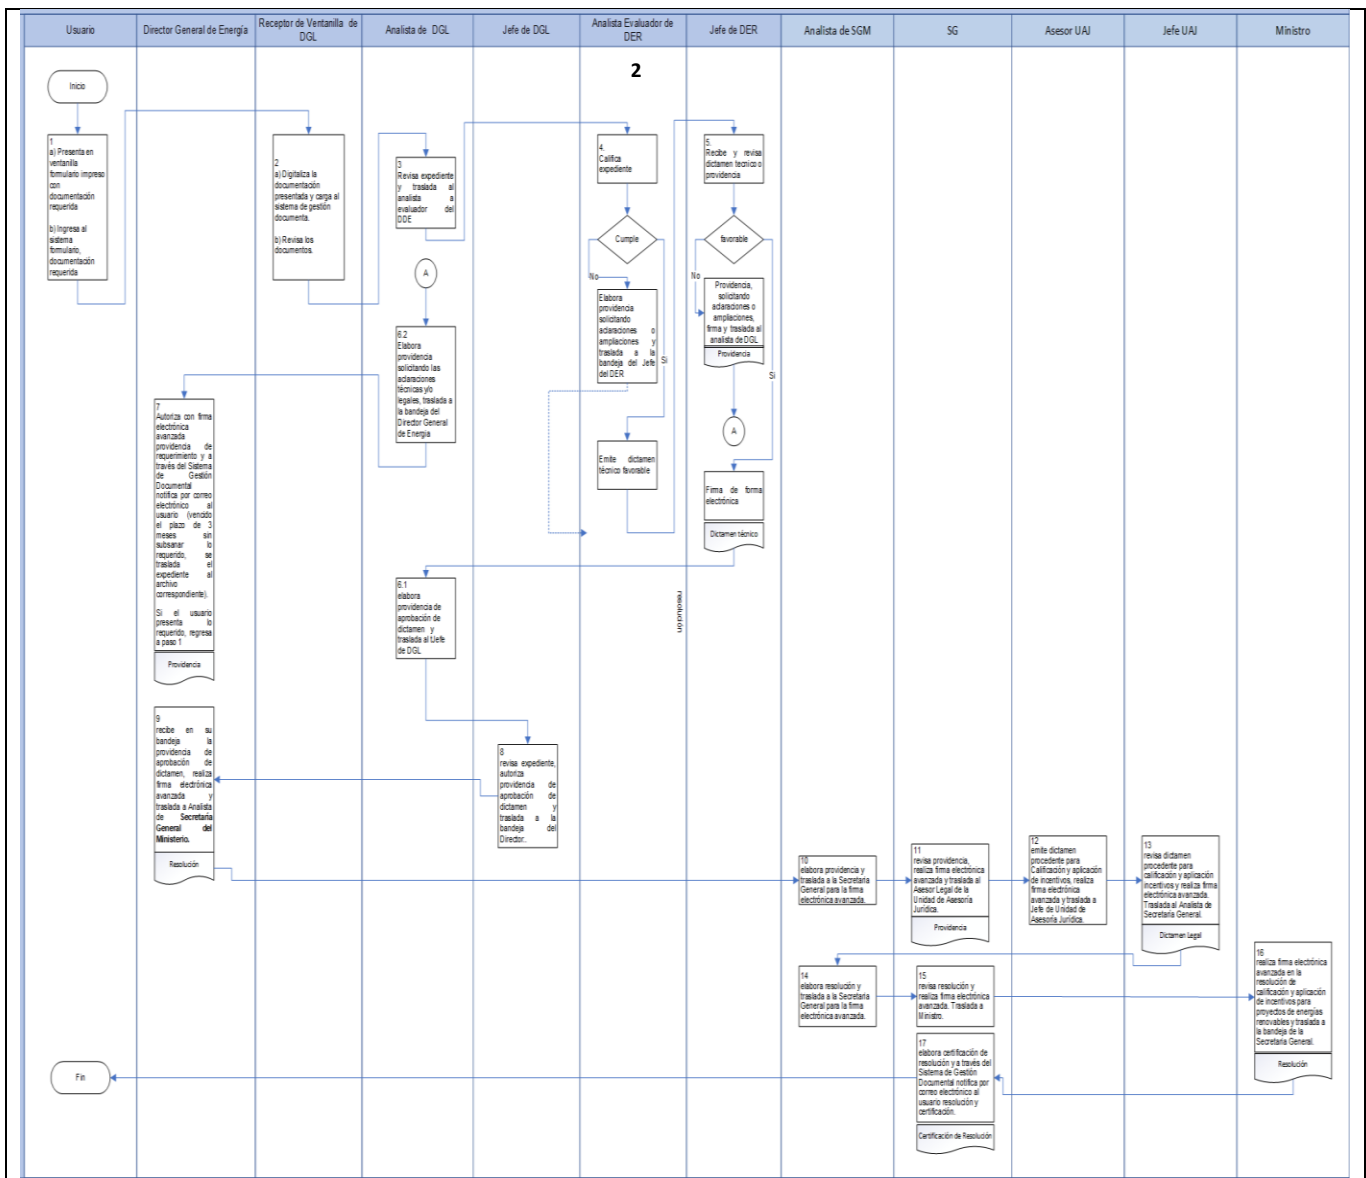 Usuario
Director General de Energía
Receptor de Ventanilla de
DGL
Analista de DGL
Jefe de DGL
Analista Evaluador de
DER
Jefe de DER
Analista de SGM
SG
Asesor UAJ
Jefe UAJ
Ministro
2
Inicio
1
a) Presenta en
ventanilla
formulario impreso
con
documentación
requerida
b) Ingresa al
sistema
formulario,
documentación
requerida
2
a) Digitaliza la
documentación
presentada y carga al
sistema de gestión
documenta.
b) Revisa los
documentos.
3
Revisa expediente
y traslada al
analista a
evaluador del
DDE
4.
Califica
expediente
5.
Recibe y revisa
dictamen tecnico o
providencia
Cumple
favorable
No
No
Si
Si
Elabora
providencia
solicitando
aclaraciones o
ampliaciones y
traslada a la
bandeja del Jefe
del DER
Providencia,
solicitando
aclaraciones o
ampliaciones,
firma y traslada al
analista de DGL
Providencia
A
A
6.2
Elabora
providencia
solicitando las
aclaraciones
técnicas y/o
legales, traslada a
la bandeja del
Director General
de Energía
Emite dictamen
técnico favorable
Firma de forma
electrónica
Dictamen técnico
7
Autoriza con firma
electrónica
avanzada
providencia de
requerimiento y a
través del Sistema
de Gestión
Documental
notifica por correo
electrónico al
usuario (vencido
el plazo de 3
meses sin
subsanar lo
requerido, se
traslada el
expediente al
archivo
correspondiente).
Si el usuario
presenta lo
requerido, regresa
a paso 1
Providencia
6.1
elabora
providencia de
aprobación de
dictamen y
traslada al tJefe
de DGL
resolución
8
revisa expediente,
autoriza
providencia de
aprobación de
dictamen y
traslada a la
bandeja del
Director..
9
recibe en su
bandeja la
providencia de
aprobación de
dictamen, realiza
firma electrónica
avanzada y
traslada a Analista
de Secretaría
General del
Ministerio.
Resolución
10
elabora providencia y
traslada a la Secretaria
General para la firma
electrónica avanzada.
11
revisa providencia,
realiza firma electrónica
avanzada y traslada al
Asesor Legal de la
Unidad de Asesoría
Jurídica.
Providencia
12
emite dictamen
procedente para
Calificación y aplicación
de incentivos, realiza
firma electrónica
avanzada y traslada a
Jefe de Unidad de
Asesoría Jurídica.
13
revisa dictamen
procedente para
calificación y aplicación
incentivos y realiza firma
electrónica avanzada.
Traslada al Analista de
Secretaría General.
Dictamen Legal
14
elabora resolución y
traslada a la Secretaria
General para la firma
electrónica avanzada.
15
revisa resolución y
realiza firma electrónica
avanzada. Traslada a
Ministro.
16
realiza firma electrónica
avanzada en la
resolución de
calificación y aplicación
de incentivos para
proyectos de energías
renovables y traslada a
la bandeja de la
Secretaría General.
Resolución
17
elabora certificación de
resolución y a través del
Sistema de Gestión
Documental notifica por
correo electrónico al
usuario resolución y
certificación.
Certificación de Resolución
Fin